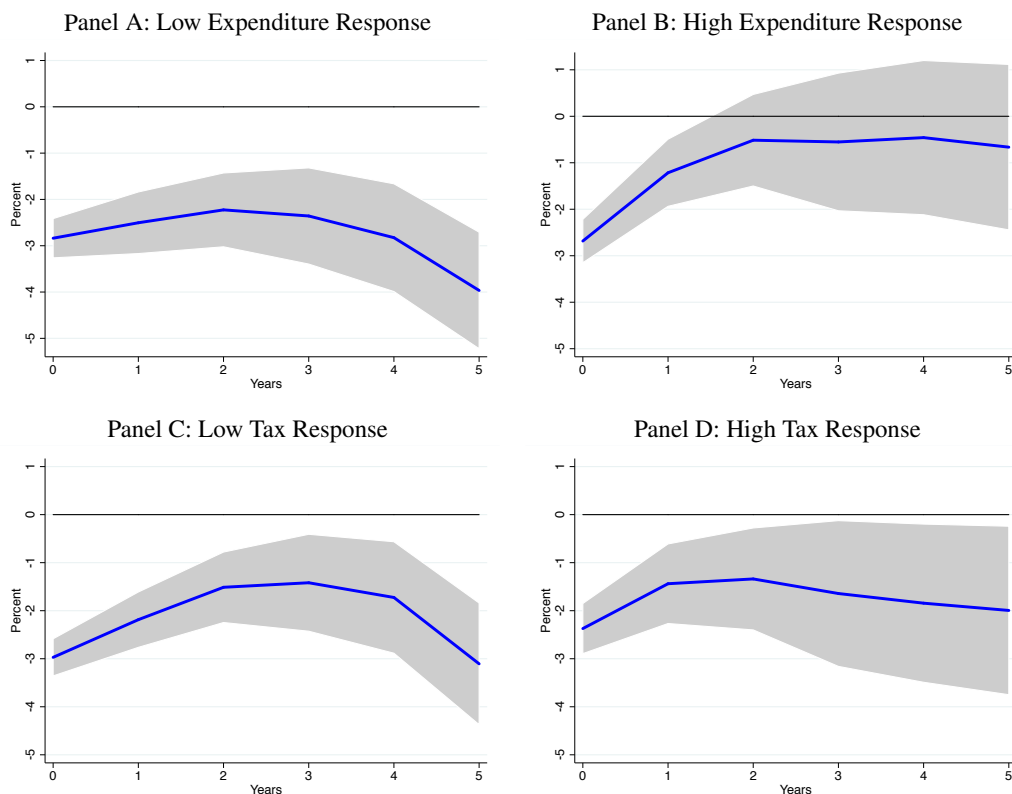 Panel A: Low Expenditure Response
1
0
-1
-2
-3
-4
-5
Percent
0 1 2 3 4 5
Years
Panel B: High Expenditure Response
1
0
-1
-2
-3
-4
-5
Percent
0 1 2 3 4 5
Years
Panel C: Low Tax Response
1
0
-1
-2
-3
-4
-5
Percent
0 1 2 3 4 5
Years
Panel D: High Tax Response
1
0
-1
-2
-3
-4
-5
Percent
0 1 2 3 4 5
Years